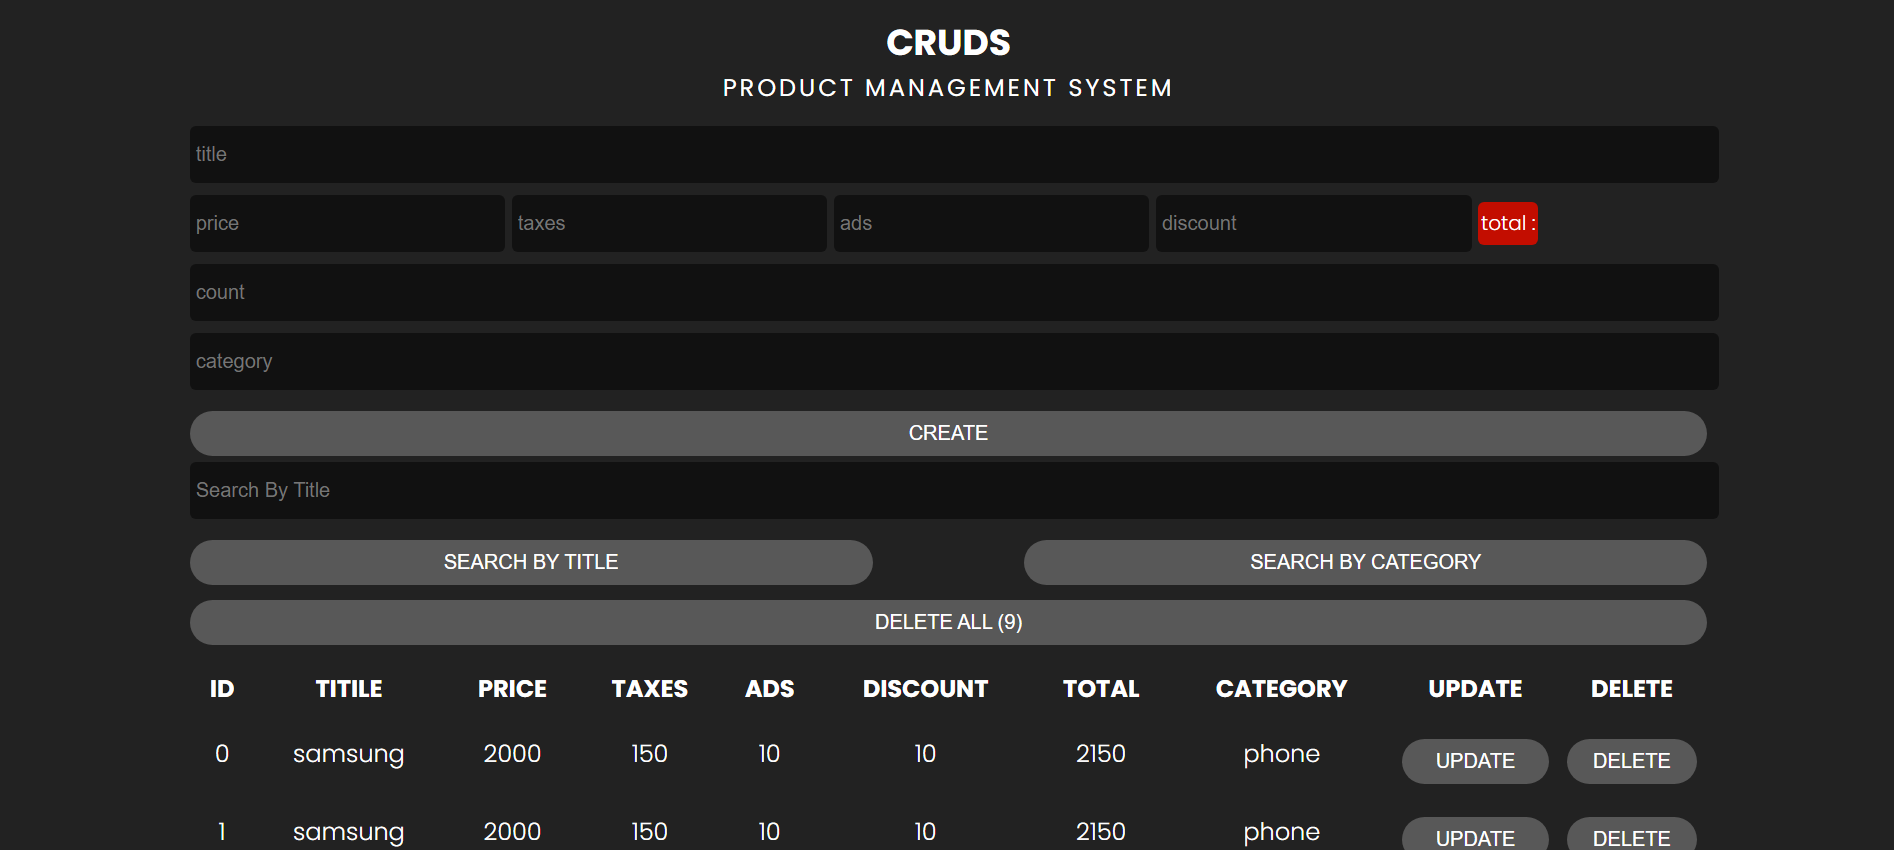 CRUDS
PRODUCT MANAGEMENT SYSTEM
title
price taxes ads discount total :
count
category
CREATE
Search By Title
SEARCH BY TITLE SEARCH BY CATEGORY
DELETE ALL (9)
ID TITILE PRICE TAXES ADS DISCOUNT TOTAL CATEGORY UPDATE DELETE
0 samsung 2000 150 10 10 2150 phone UPDATE DELETE
1 samsung 2000 150 10 10 2150 phone UPDATE DELETE